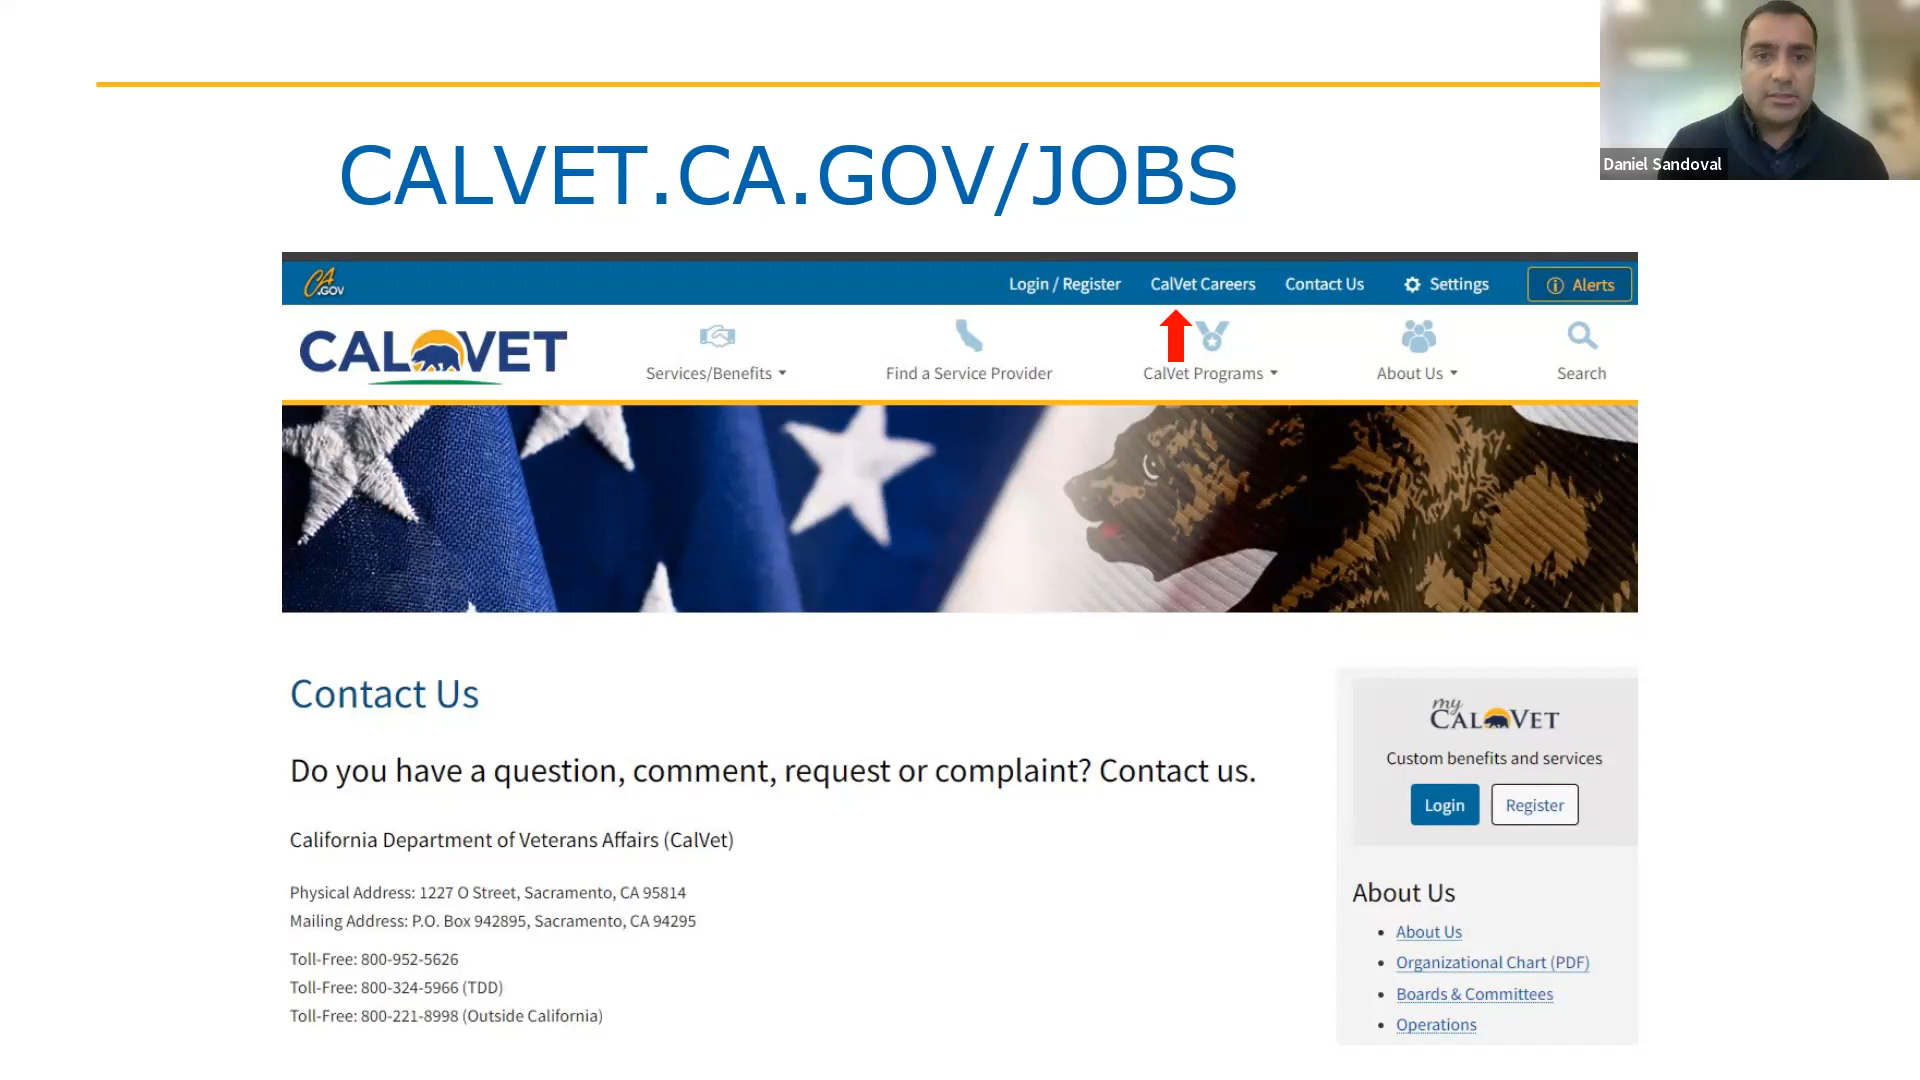 Daniel Sandoval
CALVET.CA.GOV/JOBS
CA.GOV
Login / Register CalVet Careers Contact Us Settings Alerts
CALVET
Services/Benefits Find a Service Provider CalVet Programs About Us Search
Contact Us
Do you have a question, comment, request or complaint? Contact us.
California Department of Veterans Affairs (CalVet)
Physical Address: 1227 O Street, Sacramento, CA 95814
Mailing Address: P.O. Box 942895, Sacramento, CA 94295
Toll-Free: 800-952-5626
Toll-Free: 800-324-5966 (TDD)
Toll-Free: 800-221-8998 (Outside California)
my
CALVET
Custom benefits and services
Login Register
About Us
• About Us
• Organizational Chart (PDF)
• Boards & Committees
• Operations